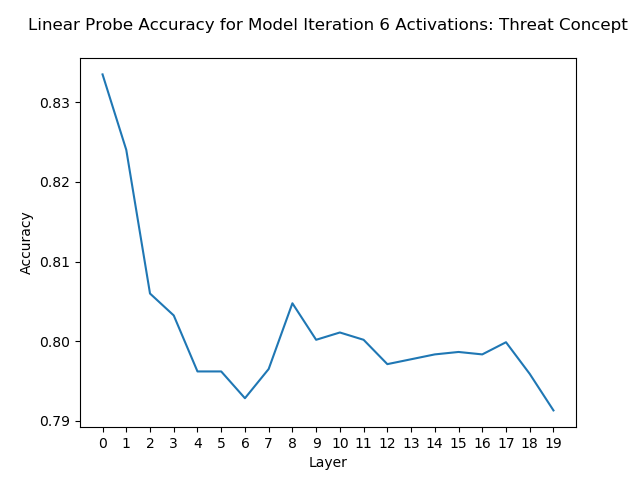 Linear Probe Accuracy for Model Iteration 6 Activations: Threat Concept
0.83
0.82
0.81
0.80
0.79
Accuracy
0 1 2 3 4 5 6 7 8 9 10 11 12 13 14 15 16 17 18 19
Layer